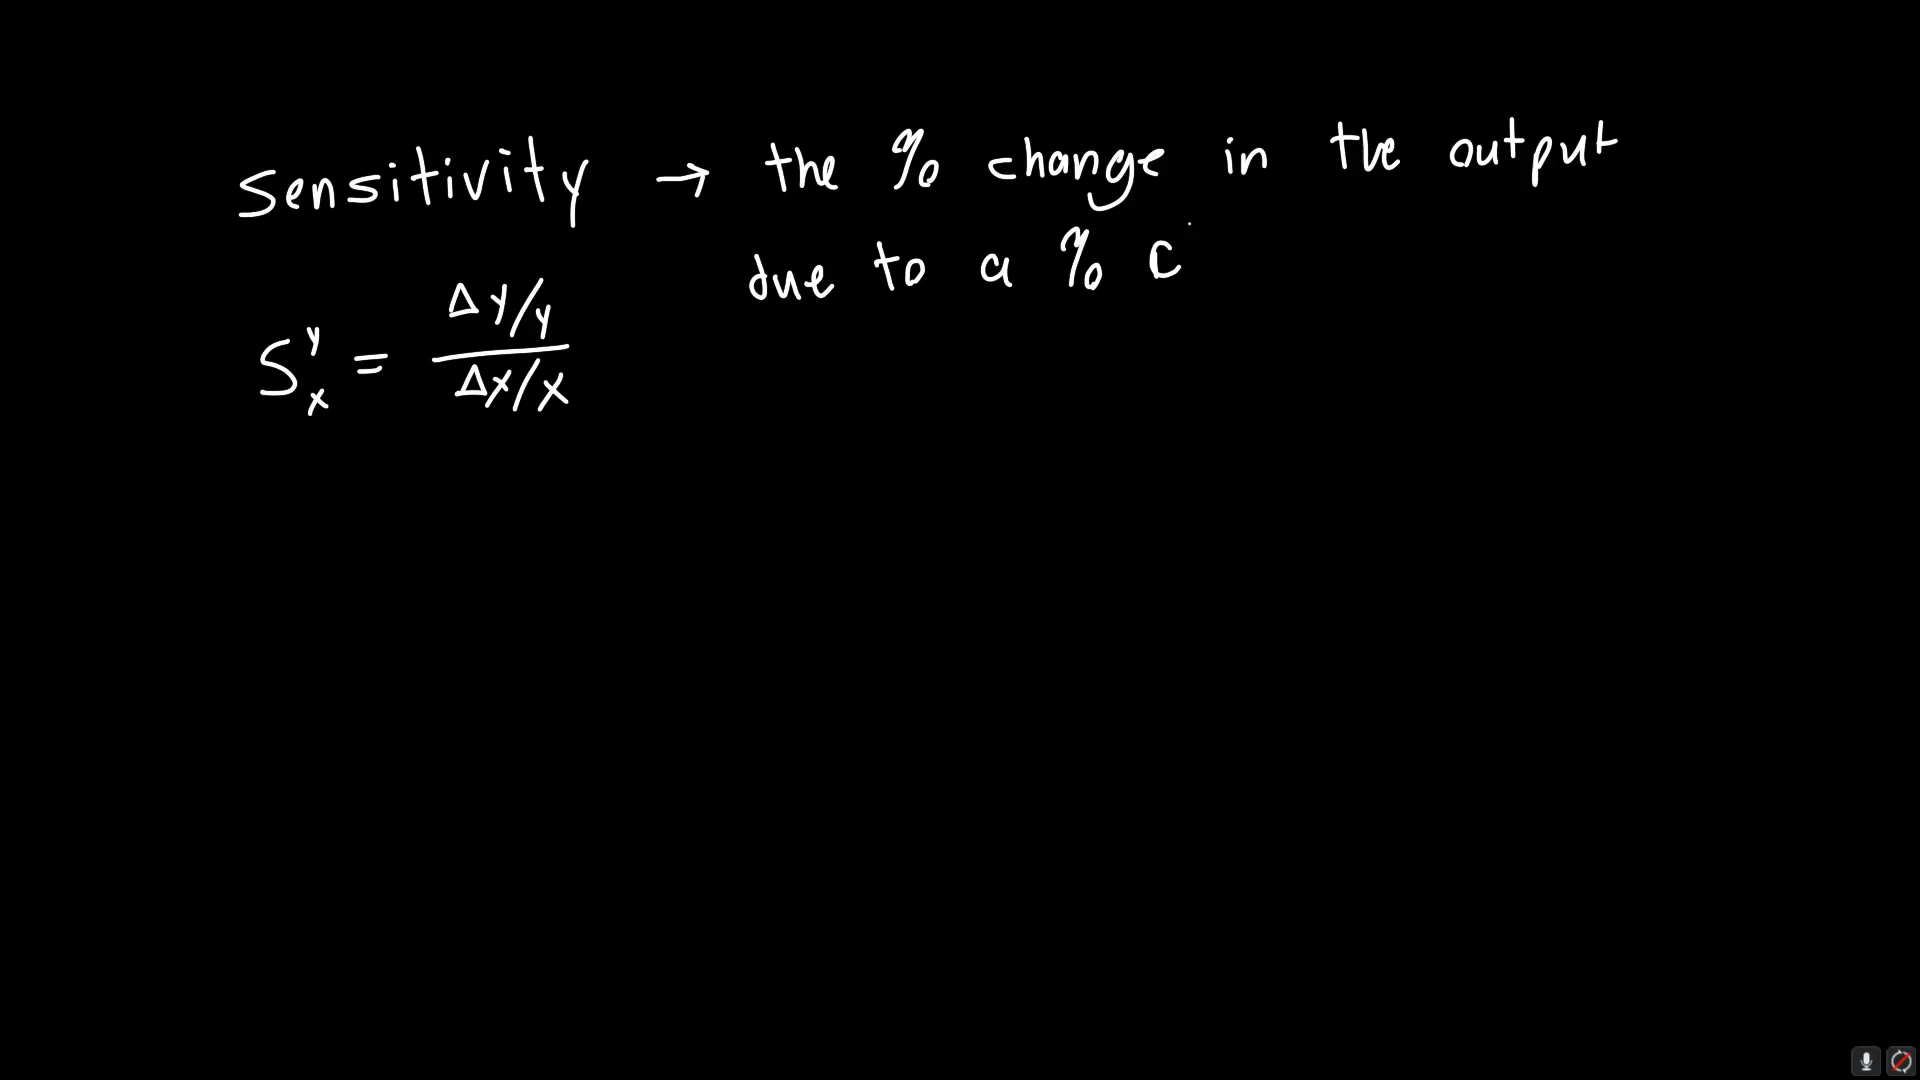 Sensitivity → the % change in the output
due to a % c
S^y_x = (Δy/y)/(Δx/x)